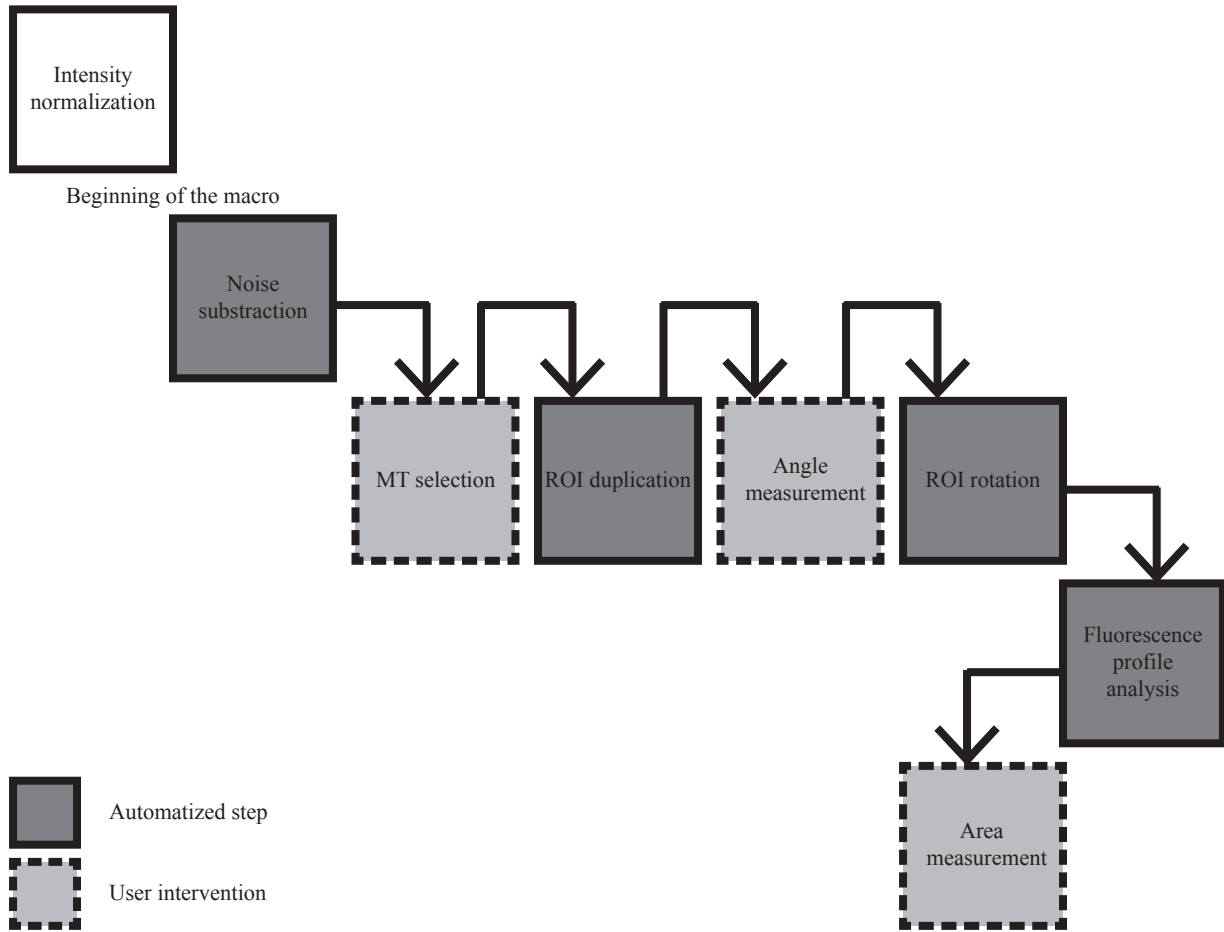 Intensity
normalization
Beginning of the macro
Noise
substraction
MT selection
ROI duplication
Angle
measurement
ROI rotation
Fluorescence
profile
analysis
Area
measurement
Automatized step
User intervention